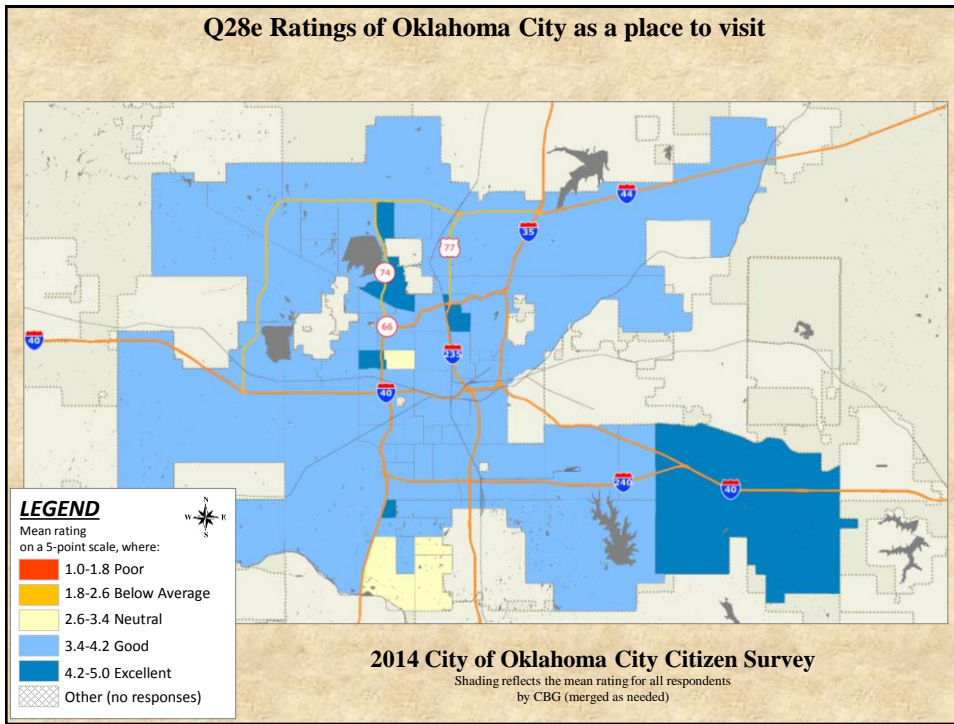 Q28e Ratings of Oklahoma City as a place to visit
44
35
77
74
66
40
235
40
240
40
LEGEND
N
W E
S
Mean rating
on a 5-point scale, where:
1.0-1.8 Poor
1.8-2.6 Below Average
2.6-3.4 Neutral
3.4-4.2 Good
4.2-5.0 Excellent
Other (no responses)
2014 City of Oklahoma City Citizen Survey
Shading reflects the mean rating for all respondents
by CBG (merged as needed)